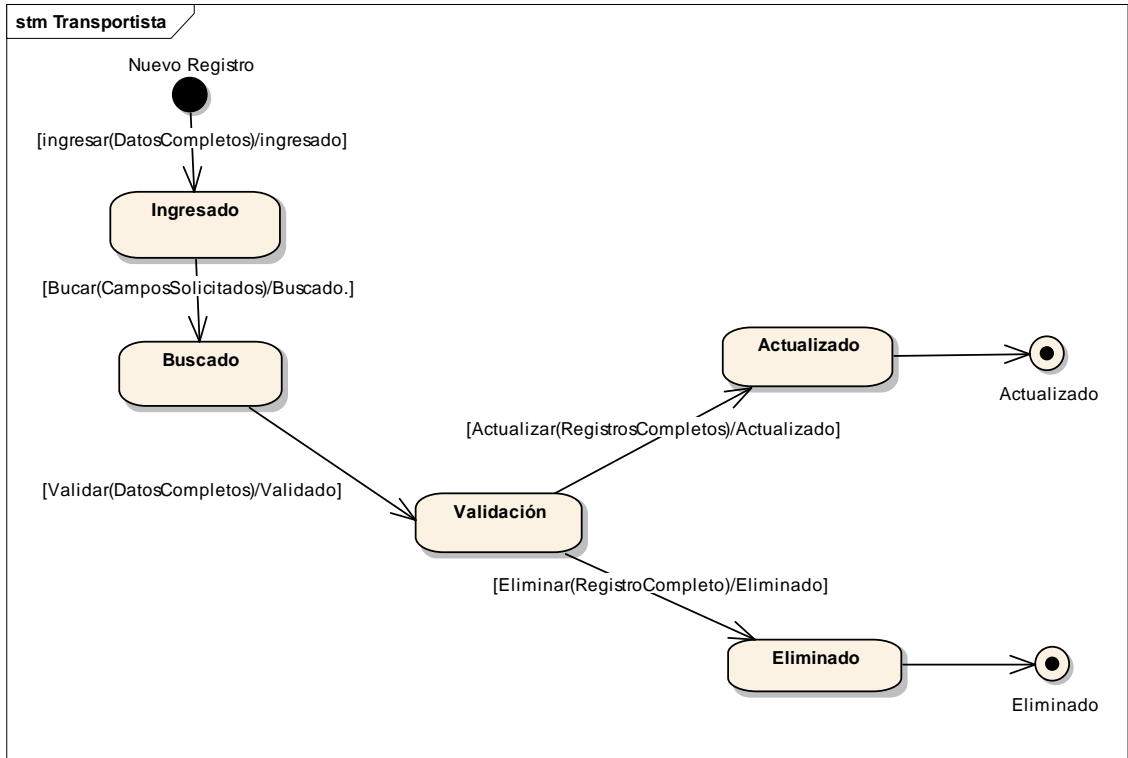 stm Transportista
Nuevo Registro
[ingresar(DatosCompletos)/ingresado]
Ingresado
[Bucar(CamposSolicitados)/Buscado.]
Buscado
Actualizado
Actualizado
[Actualizar(RegistrosCompletos)/Actualizado]
[Validar(DatosCompletos)/Validado]
Validación
[Eliminar(RegistroCompleto)/Eliminado]
Eliminado
Eliminado